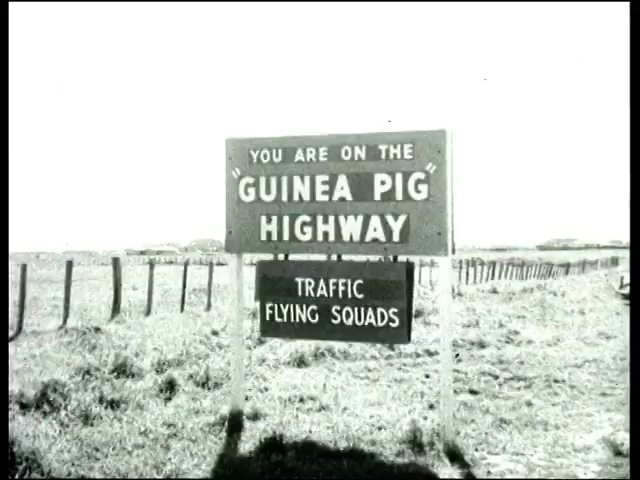 YOU ARE ON THE
"GUINEA PIG"
HIGHWAY
TRAFFIC
FLYING SQUADS